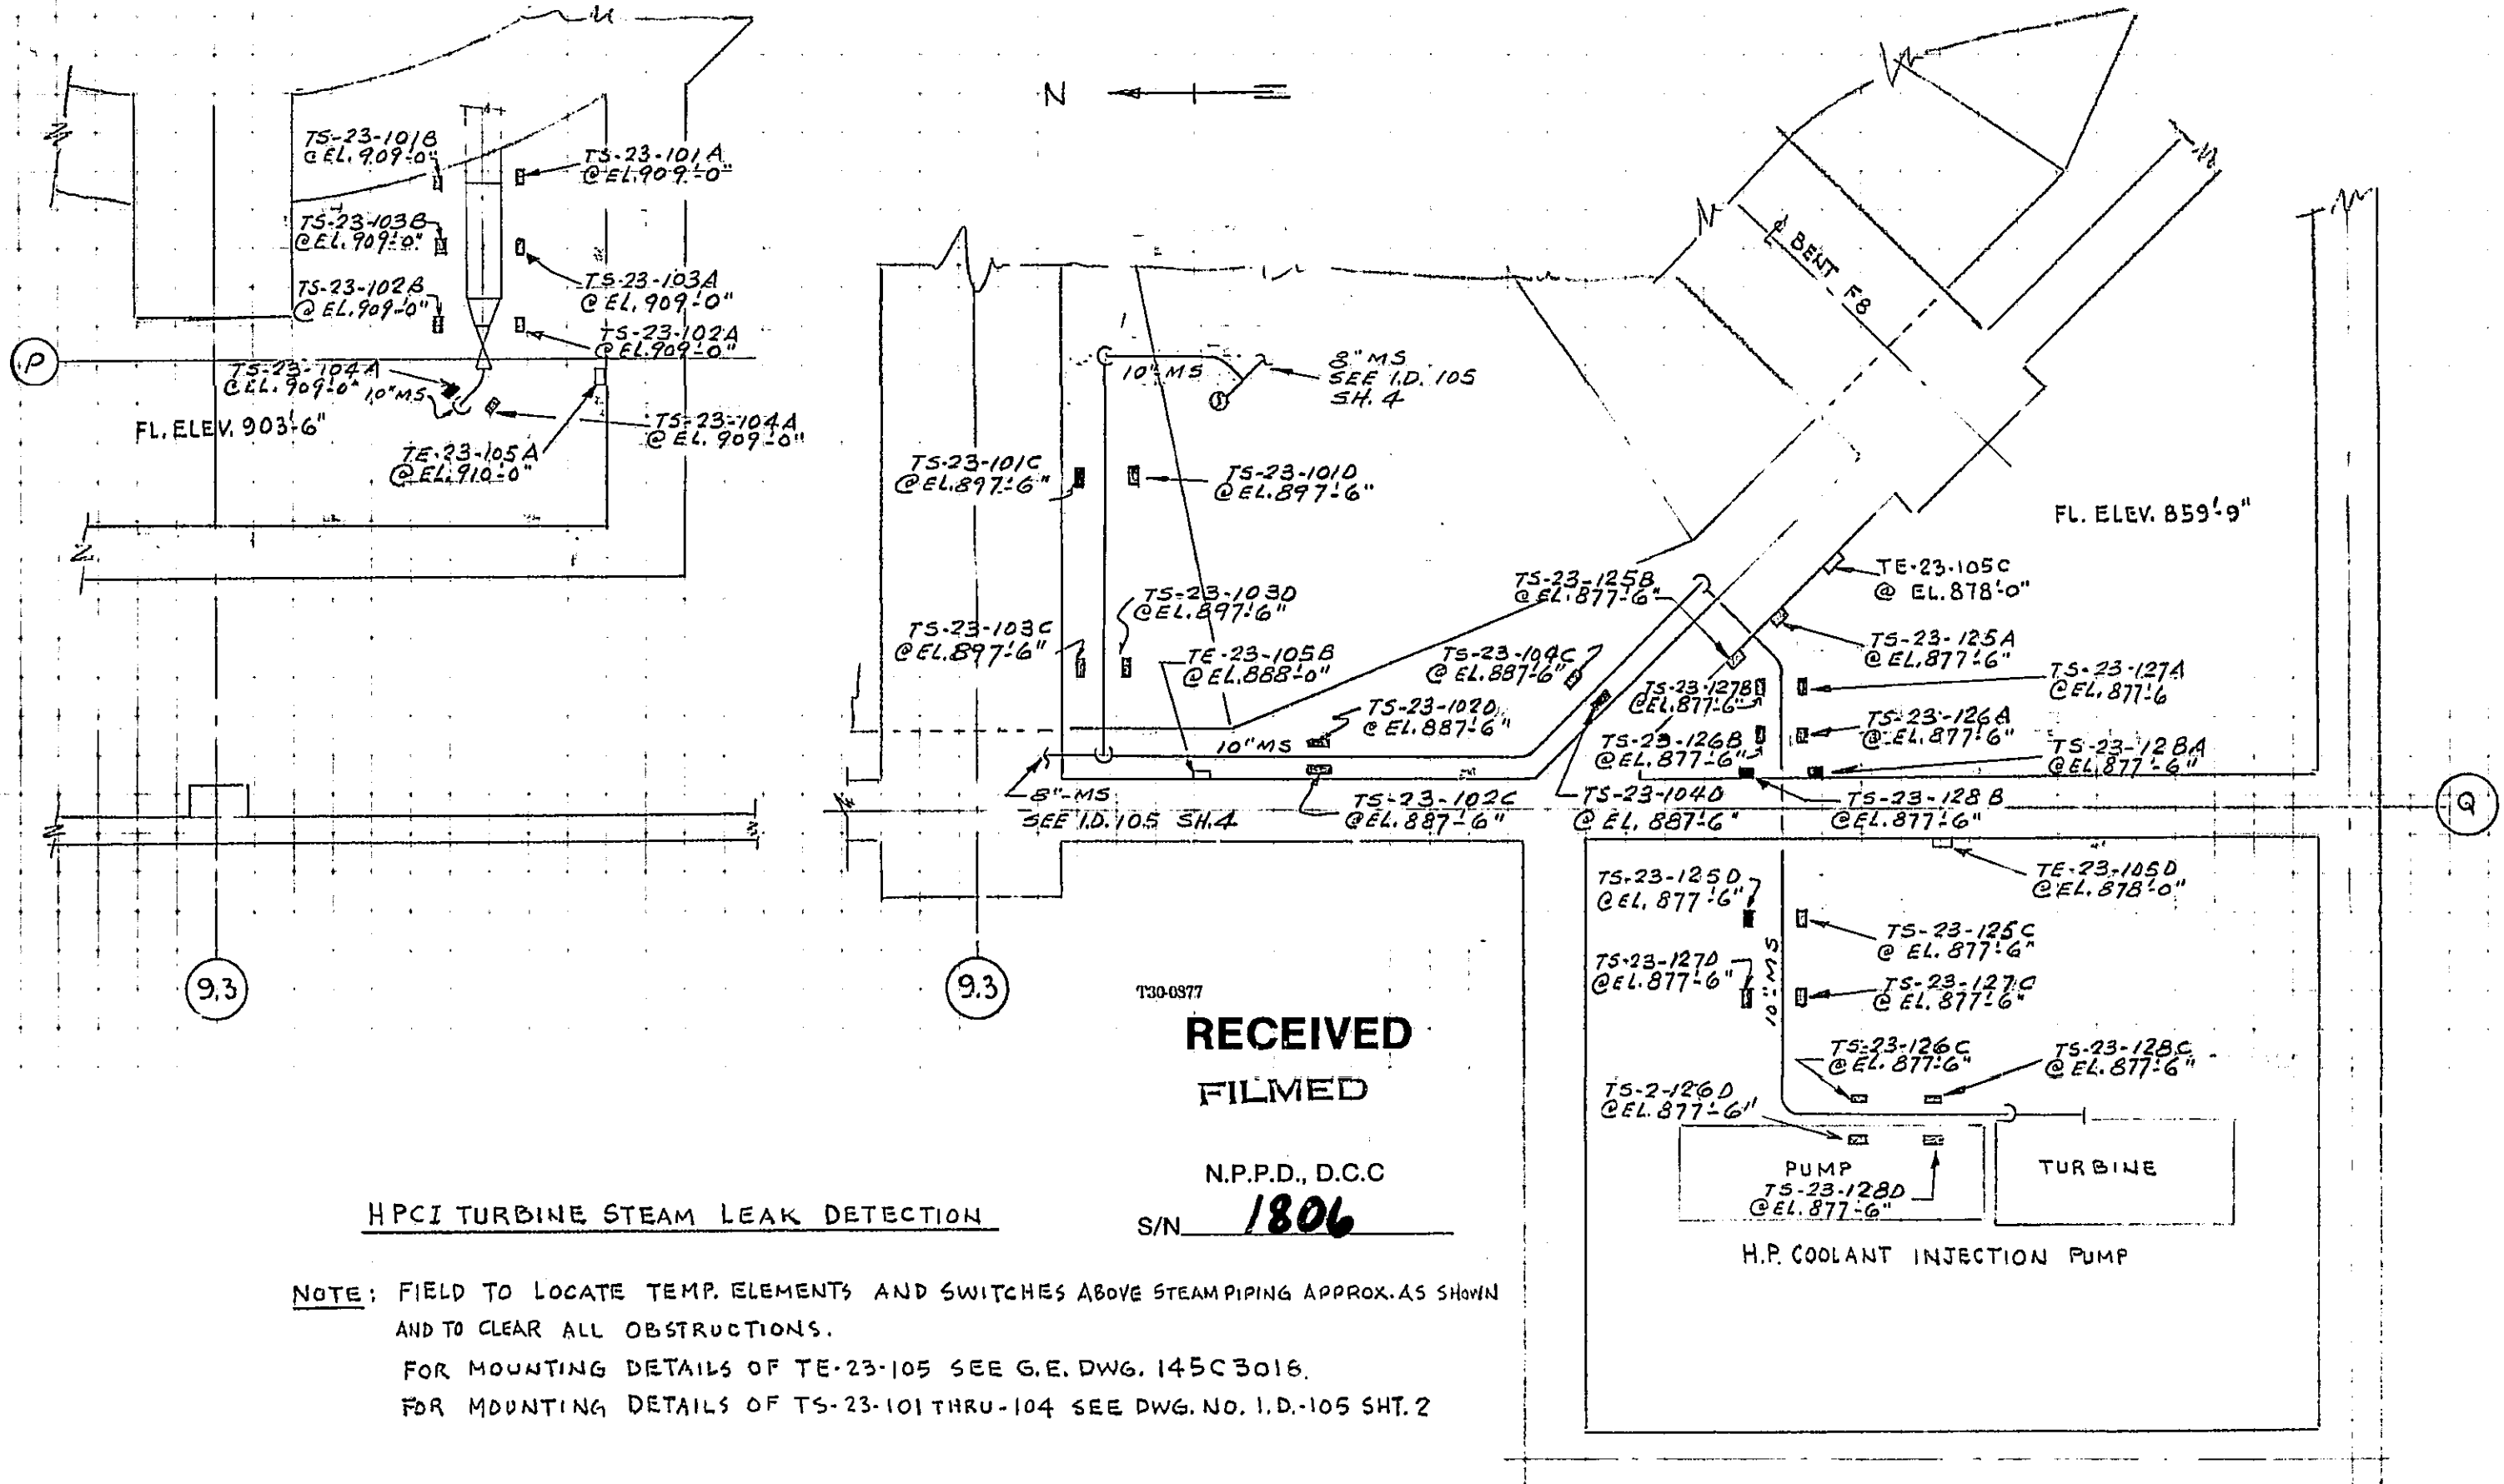 N
TS-23-101B
@ EL. 909'-0"
TS-23-101A
@ EL. 909'-0"
TS-23-103B
@ EL. 909'-0"
TS-23-103A
@ EL. 909'-0"
TS-23-102B
@ EL. 909'-0"
TS-23-102A
@ EL. 909'-0"
P
TS-23-104A
@ EL. 909'-0"
10" MS
TS-23-104A
@ EL. 909'-0"
FL. ELEV. 903'-6"
TE-23-105A
@ EL. 910'-0"
9.3
℄ BENT F8
10" MS
8" MS
SEE I.D. 105
SH. 4
TS-23-101C
@ EL. 897'-6"
TS-23-101D
@ EL. 897'-6"
FL. ELEV. 859'-9"
TS-23-103D
@ EL. 897'-6"
TS-23-103C
@ EL. 897'-6"
TE-23-105B
@ EL. 888'-0"
TS-23-125B
@ EL. 877'-6"
TE-23-105C
@ EL. 878'-0"
TS-23-125A
@ EL. 877'-6"
TS-23-104C
@ EL. 887'-6"
TS-23-127B
@ EL. 877'-6"
TS-23-127A
@ EL. 877'-6
TS-23-102D
@ EL. 887'-6"
TS-23-126B
@ EL. 877'-6"
TS-23-126A
@ EL. 877'-6"
TS-23-128A
@ EL. 877'-6"
10" MS
8"-MS
SEE I.D. 105 SH. 4
TS-23-102C
@ EL. 887'-6"
TS-23-104D
@ EL. 887'-6"
TS-23-128B
@ EL. 877'-6"
Q
TS-23-125D
@ EL. 877'-6"
TE-23-105D
@ EL. 878'-0"
TS-23-125C
@ EL. 877'-6"
TS-23-127D
@ EL. 877'-6"
10" MS
TS-23-127C
@ EL. 877'-6"
TS-23-126C
@ EL. 877'-6"
TS-23-128C
@ EL. 877'-6"
TS-2-126D
@ EL. 877'-6"
PUMP
TS-23-128D
@ EL. 877'-6"
TURBINE
H.P. COOLANT INJECTION PUMP
9.3
T30-0877
RECEIVED
FILMED
N.P.P.D., D.C.C
S/N 1806
HPCI TURBINE STEAM LEAK DETECTION
NOTE: FIELD TO LOCATE TEMP. ELEMENTS AND SWITCHES ABOVE STEAM PIPING APPROX. AS SHOWN
AND TO CLEAR ALL OBSTRUCTIONS.
FOR MOUNTING DETAILS OF TE-23-105 SEE G.E. DWG. 145C3018.
FOR MOUNTING DETAILS OF TS-23-101 THRU-104 SEE DWG. NO. I.D.-105 SHT. 2